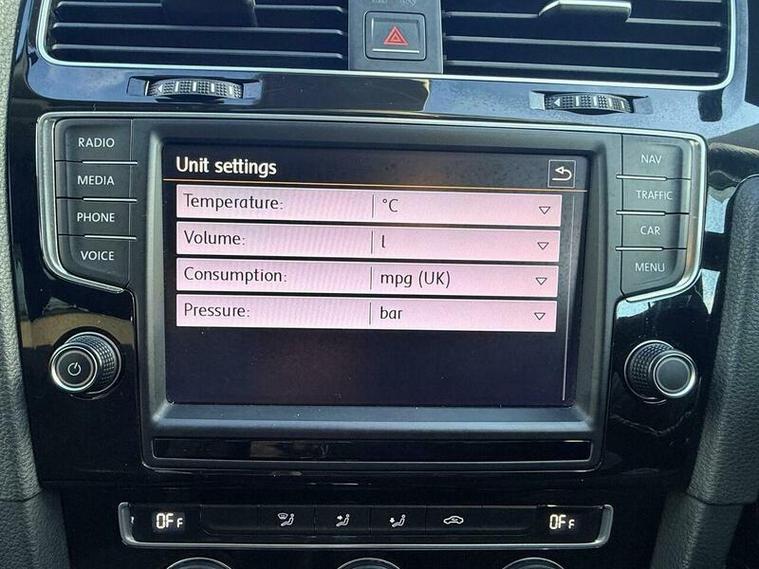 RADIO
MEDIA
PHONE
VOICE
Unit settings
Temperature: °C
Volume: l
Consumption: mpg (UK)
Pressure: bar
NAV
TRAFFIC
CAR
MENU
OFF
OFF